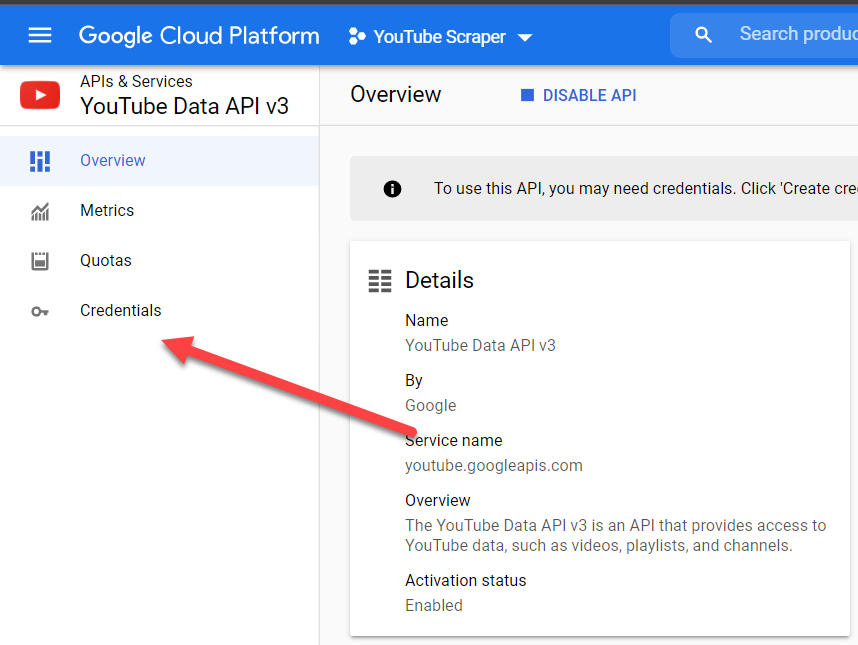 Google Cloud Platform
YouTube Scraper
Search produc
APIs & Services
YouTube Data API v3
Overview
DISABLE API
Overview
Metrics
Quotas
Credentials
To use this API, you may need credentials. Click 'Create cre
Details
Name
YouTube Data API v3
By
Google
Service name
youtube.googleapis.com
Overview
The YouTube Data API v3 is an API that provides access to
YouTube data, such as videos, playlists, and channels.
Activation status
Enabled